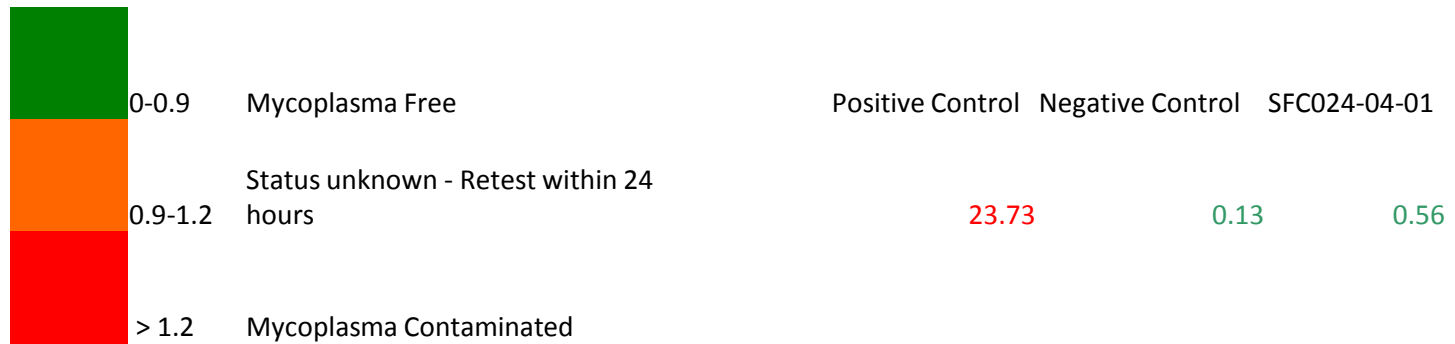 0-0.9 Mycoplasma Free Positive Control Negative Control SFC024-04-01
Status unknown - Retest within 24
0.9-1.2 hours 23.73 0.13 0.56
> 1.2 Mycoplasma Contaminated